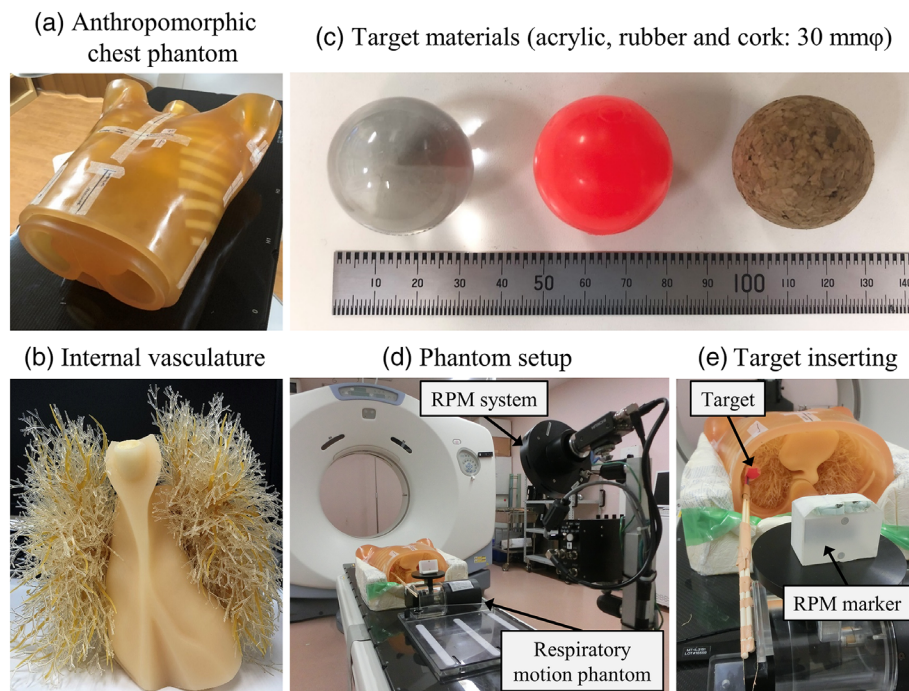 (a) Anthropomorphic
chest phantom
(c) Target materials (acrylic, rubber and cork: 30 mmφ)
10 20 30 40 50 60 70 80 90 100 110 120 130 140
(b) Internal vasculature
(d) Phantom setup
(e) Target inserting
RPM system
Target
RPM marker
Respiratory
motion phantom